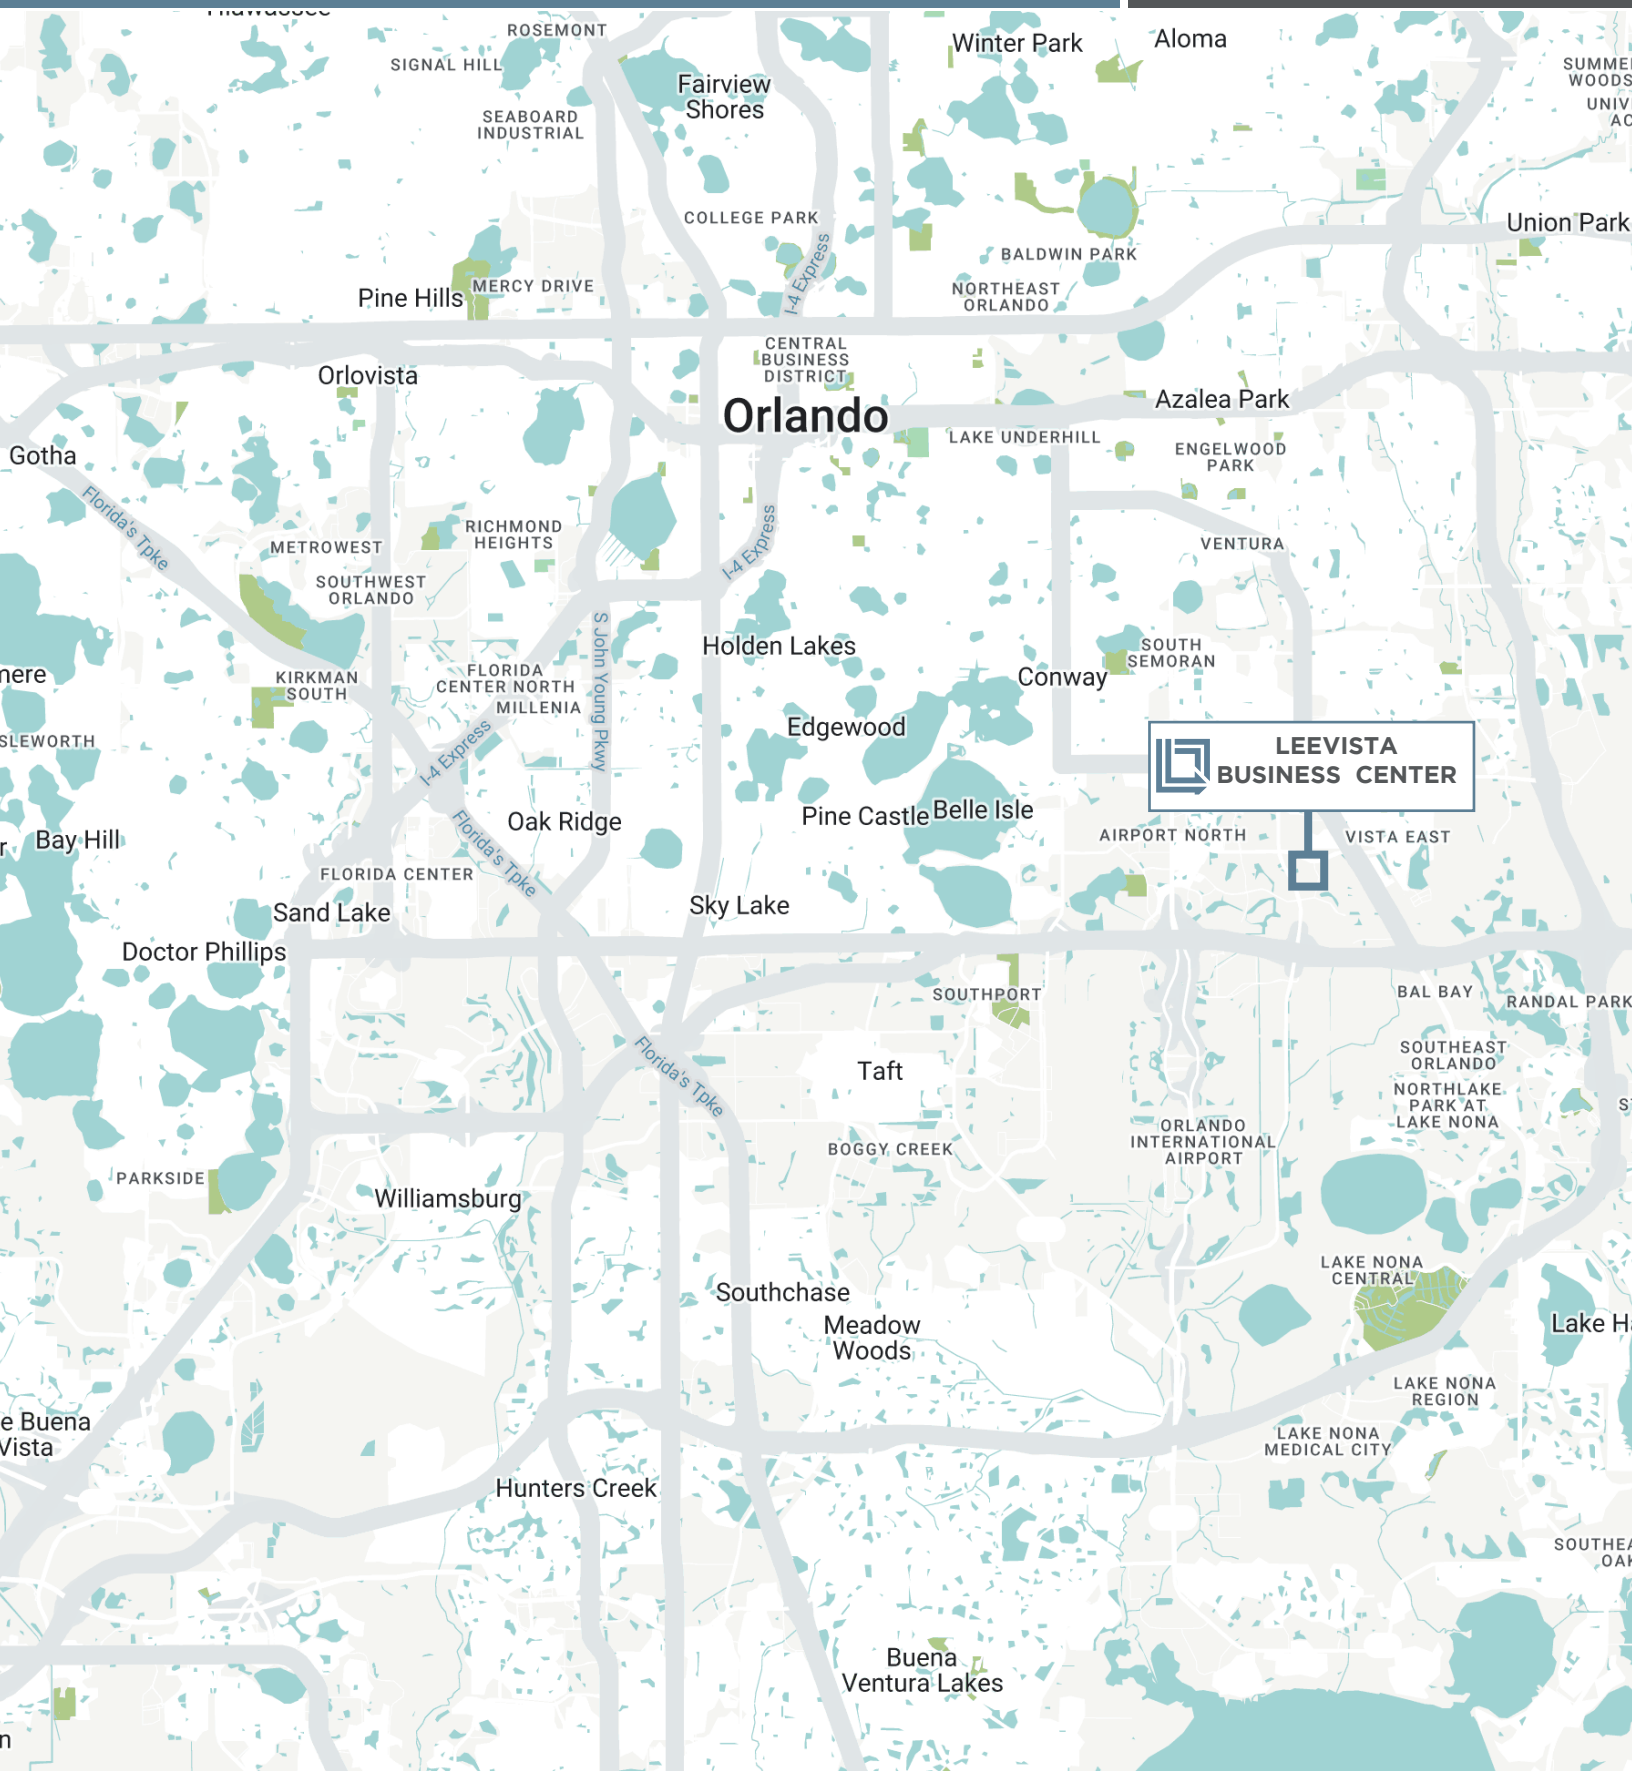 ROSEMONT
Winter Park
Aloma
SIGNAL HILL
Fairview
Shores
SEABOARD
INDUSTRIAL
COLLEGE PARK
Union Park
BALDWIN PARK
I-4 Express
Pine Hills
MERCY DRIVE
NORTHEAST
ORLANDO
CENTRAL
BUSINESS
DISTRICT
Orlovista
Azalea Park
Orlando
LAKE UNDERHILL
Gotha
ENGELWOOD
PARK
Florida's Tpke
RICHMOND
HEIGHTS
METROWEST
I-4 Express
VENTURA
SOUTHWEST
ORLANDO
S John Young Pkwy
Holden Lakes
SOUTH
SEMORAN
FLORIDA
CENTER NORTH
KIRKMAN
SOUTH
Conway
MILLENIA
Edgewood
I-4 Express
LEEVISTA
BUSINESS CENTER
Oak Ridge
Pine Castle
Belle Isle
Bay Hill
Florida's Tpke
AIRPORT NORTH
VISTA EAST
FLORIDA CENTER
Sand Lake
Sky Lake
Doctor Phillips
SOUTHPORT
BAL BAY
RANDAL PARK
Florida's Tpke
Taft
SOUTHEAST
ORLANDO
NORTHLAKE
PARK AT
LAKE NONA
BOGGY CREEK
ORLANDO
INTERNATIONAL
AIRPORT
PARKSIDE
Williamsburg
LAKE NONA
CENTRAL
Southchase
Meadow
Woods
Lake
LAKE NONA
REGION
e Buena
Vista
LAKE NONA
MEDICAL CITY
Hunters Creek
Buena
Ventura Lakes